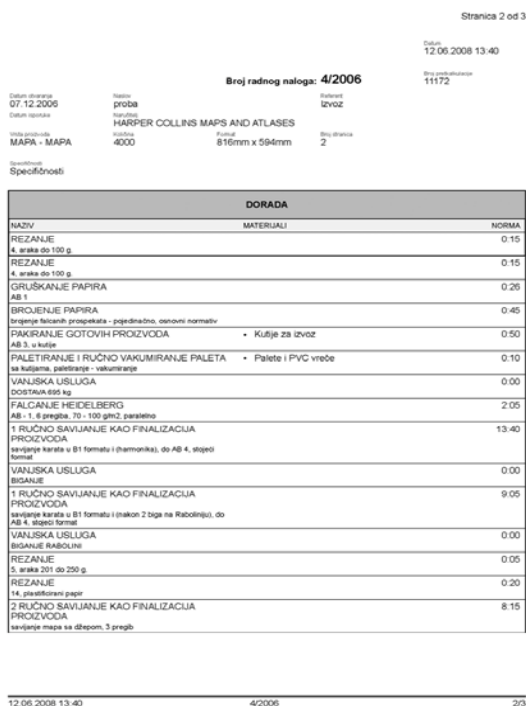 Stranica 2 od 3
Datum
12.06.2008 13:40
Broj radnog naloga: 4/2006
Broj predkalkulacije
11172
Datum otvaranja Naslov Referent
07.12.2006 proba Izvoz
Datum isporuke Naručitelj
HARPER COLLINS MAPS AND ATLASES
Vrsta proizvoda Količina Format Broj stranica
MAPA - MAPA 4000 816mm x 594mm 2
Specifičnosti
Specifičnosti
DORADA
NAZIV MATERIJALI NORMA
REZANJE 0:15
4, araka do 100 g.
REZANJE 0:15
4, araka do 100 g.
GRUŠKANJE PAPIRA 0:26
AB 1
BROJENJE PAPIRA 0:45
brojenje falcanih prospekata - pojedinačno, osnovni normativ
PAKIRANJE GOTOVIH PROIZVODA • Kutije za izvoz 0:50
AB 3, u kutije
PALETIRANJE I RUČNO VAKUMIRANJE PALETA • Palete i PVC vreče 0:10
sa kutijama, paletiranje - vakumiranje
VANJSKA USLUGA 0:00
DOSTAVA 695 kg
FALCANJE HEIDELBERG 2:05
AB - 1, 6 pregiba, 70 - 100 g/m2, paralelno
1 RUČNO SAVIJANJE KAO FINALIZACIJA 13:40
PROIZVODA
savijanje karata u B1 formatu i (harmonika), do AB 4, stojeći
format
VANJSKA USLUGA 0:00
BIGANJE
1 RUČNO SAVIJANJE KAO FINALIZACIJA 9:05
PROIZVODA
savijanje karata u B1 formatu i (nakon 2 biga na Raboliniju), do
AB 4, stojeći format
VANJSKA USLUGA 0:00
BIGANJE RABOLINI
REZANJE 0:05
5, araka 201 do 250 g.
REZANJE 0:20
14, plastificirani papir
2 RUČNO SAVIJANJE KAO FINALIZACIJA 8:15
PROIZVODA
savijanje mapa sa džepom, 3 pregib
12.06.2008 13:40 4/2006 2/3